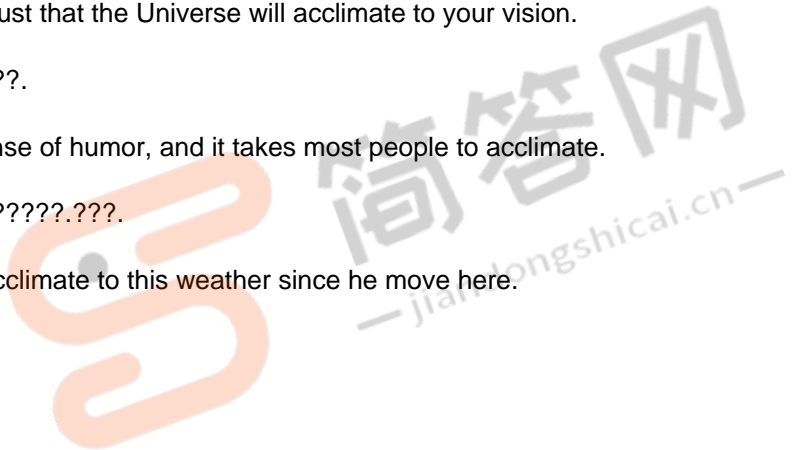 ust that the Universe will acclimate to your vision.
??.
nse of humor, and it takes most people to acclimate.
?????.???.
cclimate to this weather since he move here.
简答网
jiandongshicai.cn